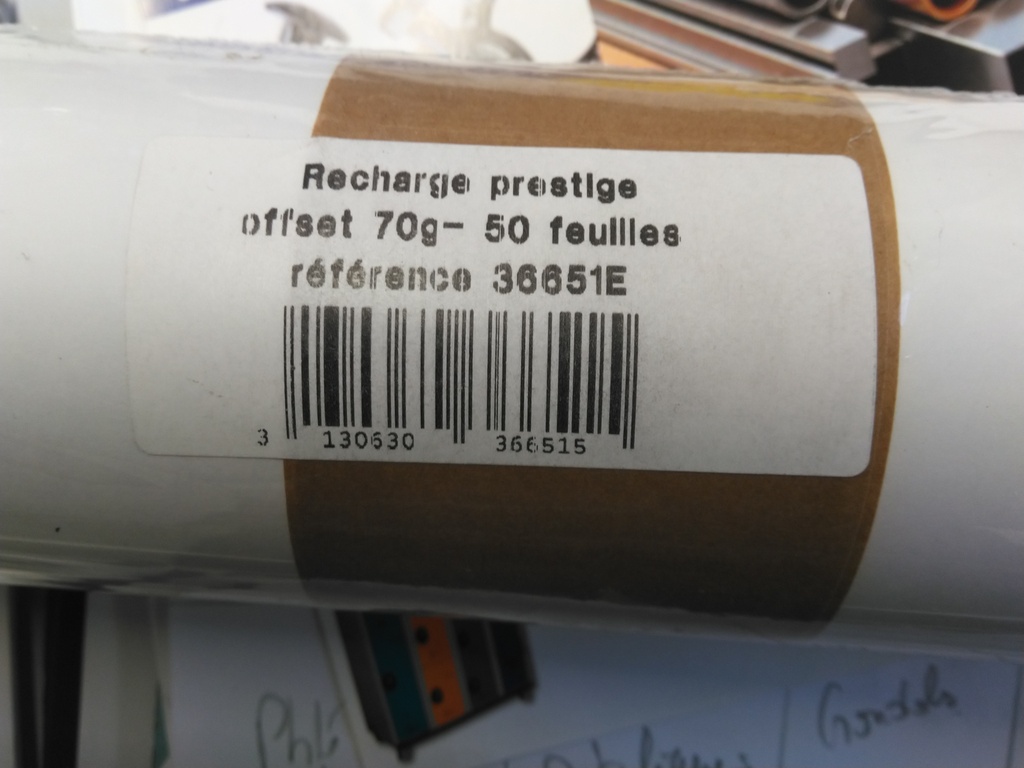 Recharge prestige
offset 70g- 50 feuilles
référence 36651E
3 130630 366515